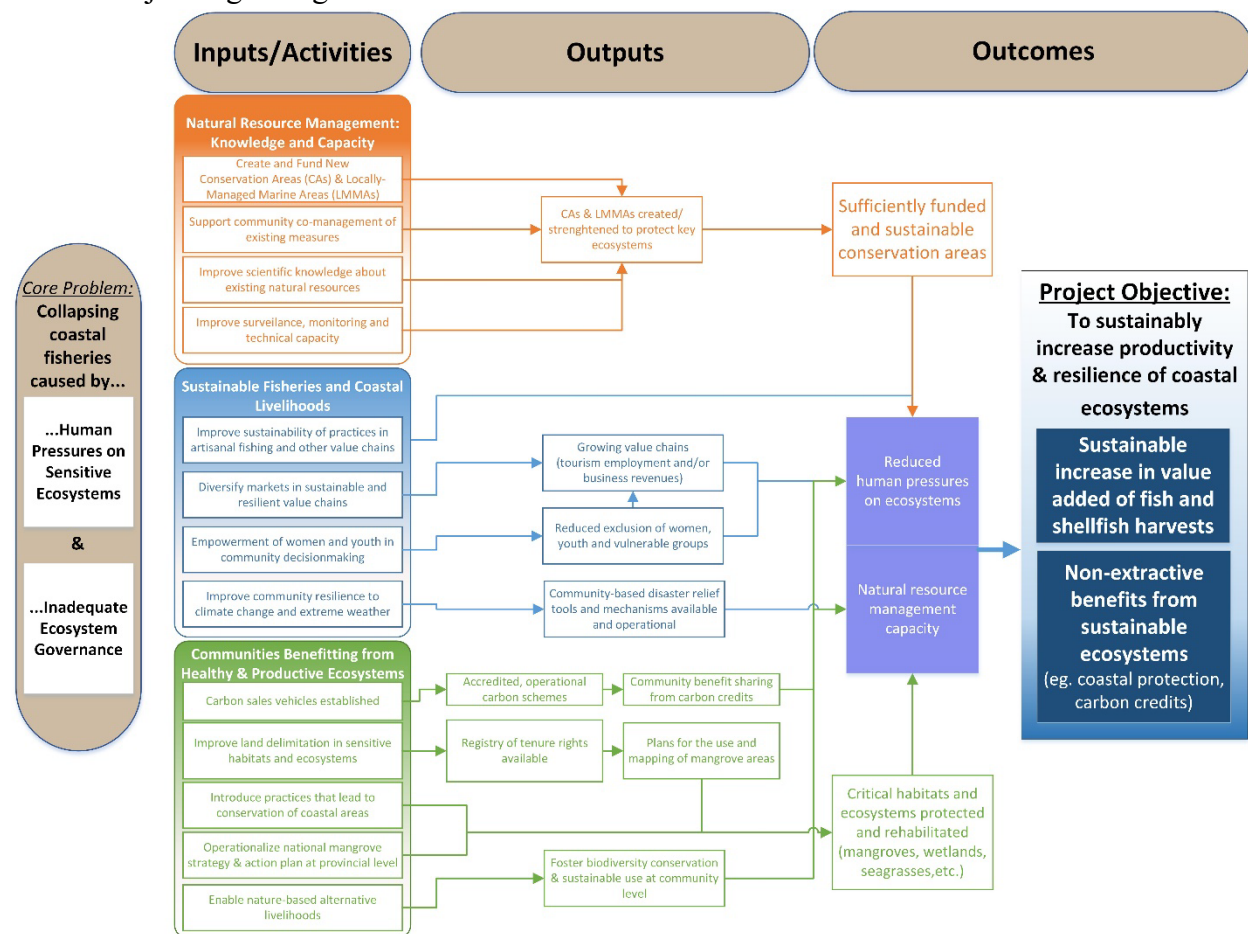 Inputs/Activities
Outputs
Outcomes
Core Problem:
Collapsing
coastal
fisheries
caused by...
...Human
Pressures on
Sensitive
Ecosystems
&
...Inadequate
Ecosystem
Governance
Natural Resource Management:
Knowledge and Capacity
Create and Fund New
Conservation Areas (CAs) & Locally-
Managed Marine Areas (LMMAs)
Support community co-management of
existing measures
Improve scientific knowledge about
existing natural resources
Improve surveilance, monitoring and
technical capacity
CAs & LMMAs created/
strenghtened to protect key
ecosystems
Sufficiently funded
and sustainable
conservation areas
Sustainable Fisheries and Coastal
Livelihoods
Improve sustainability of practices in
artisanal fishing and other value chains
Diversify markets in sustainable and
resilient value chains
Empowerment of women and youth in
community decisionmaking
Improve community resilience to
climate change and extreme weather
Growing value chains
(tourism employment and/or
business revenues)
Reduced exclusion of women,
youth and vulnerable groups
Community-based disaster relief
tools and mechanisms available
and operational
Reduced
human pressures
on ecosystems
Natural resource
management
capacity
Communities Benefitting from
Healthy & Productive Ecosystems
Carbon sales vehicles established
Improve land delimitation in sensitive
habitats and ecosystems
Introduce practices that lead to
conservation of coastal areas
Operationalize national mangrove
strategy & action plan at provincial level
Enable nature-based alternative
livelihoods
Accredited, operational
carbon schemes
Community benefit sharing
from carbon credits
Registry of tenure rights
available
Plans for the use and
mapping of mangrove areas
Foster biodiversity conservation
& sustainable use at community
level
Critical habitats and
ecosystems protected
and rehabilitated
(mangroves, wetlands,
seagrasses,etc.)
Project Objective:
To sustainably
increase productivity
& resilience of coastal
ecosystems
Sustainable
increase in value
added of fish and
shellfish harvests
Non-extractive
benefits from
sustainable
ecosystems
(eg. coastal protection,
carbon credits)